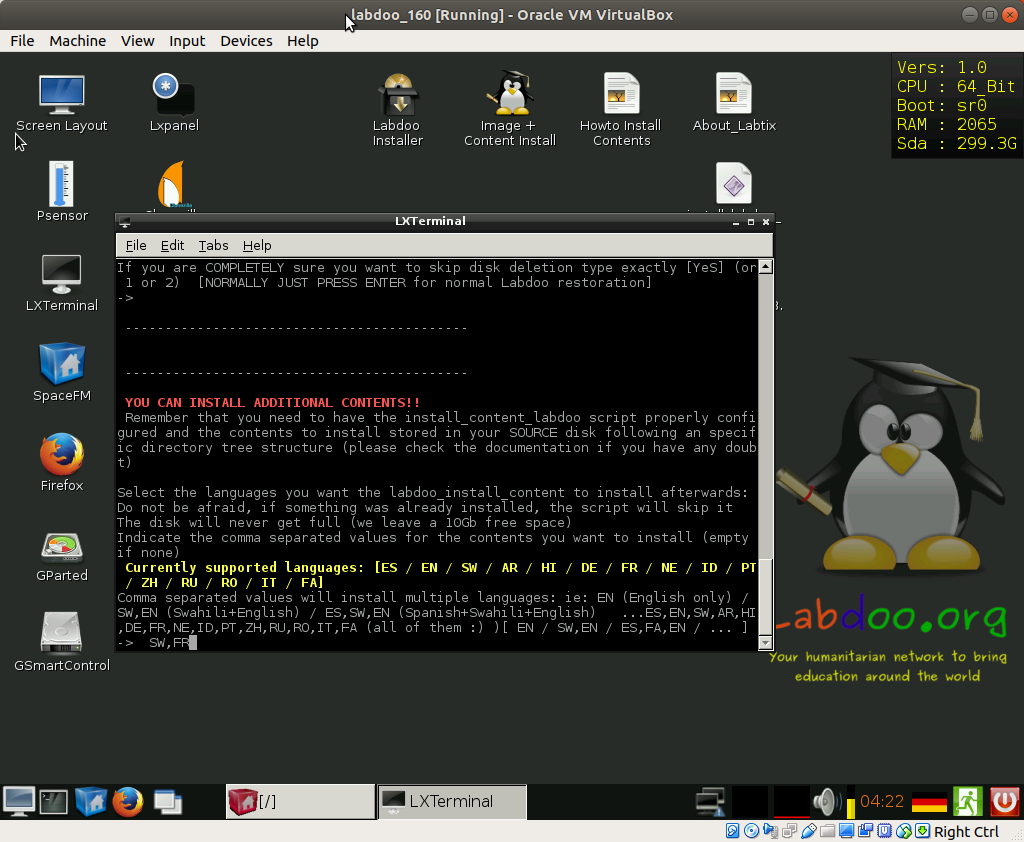 labdoo_160 [Running] - Oracle VM VirtualBox
File Machine View Input Devices Help
Vers: 1.0
CPU : 64_Bit
Boot: sr0
RAM : 2065
Sda : 299.3G
Screen Layout
Lxpanel
Labdoo
Installer
Image +
Content Install
Howto Install
Contents
About_Labtix
Psensor
LXTerminal
SpaceFM
Firefox
GParted
GSmartControl
LXTerminal
File Edit Tabs Help
If you are COMPLETELY sure you want to skip disk deletion type exactly [YeS] (or
1 or 2)  [NORMALLY JUST PRESS ENTER for normal Labdoo restoration]
->
------------------------------------------
------------------------------------------
YOU CAN INSTALL ADDITIONAL CONTENTS!!
Remember that you need to have the install_content_labdoo script properly confi
gured and the contents to install stored in your SOURCE disk following an specif
ic directory tree structure (please check the documentation if you have any doub
t)
Select the languages you want the labdoo_install_content to install afterwards:
Do not be afraid, if something was already installed, the script will skip it
The disk will never get full (we leave a 10Gb free space)
Indicate the comma separated values for the contents you want to install (empty
if none)
Currently supported languages: [ES / EN / SW / AR / HI / DE / FR / NE / ID / PT
/ ZH / RU / RO / IT / FA]
Comma separated values will install multiple languages: ie: EN (English only) /
SW,EN (Swahili+English) / ES,SW,EN (Spanish+Swahili+English)   ...ES,EN,SW,AR,HI
,DE,FR,NE,ID,PT,ZH,RU,RO,IT,FA (all of them :) )[ EN / SW,EN / ES,FA,EN / ... ]
->  SW,FR
-abdoo.org
Your humanitarian network to bring
education around the world
[/]
LXTerminal
04:22
Right Ctrl